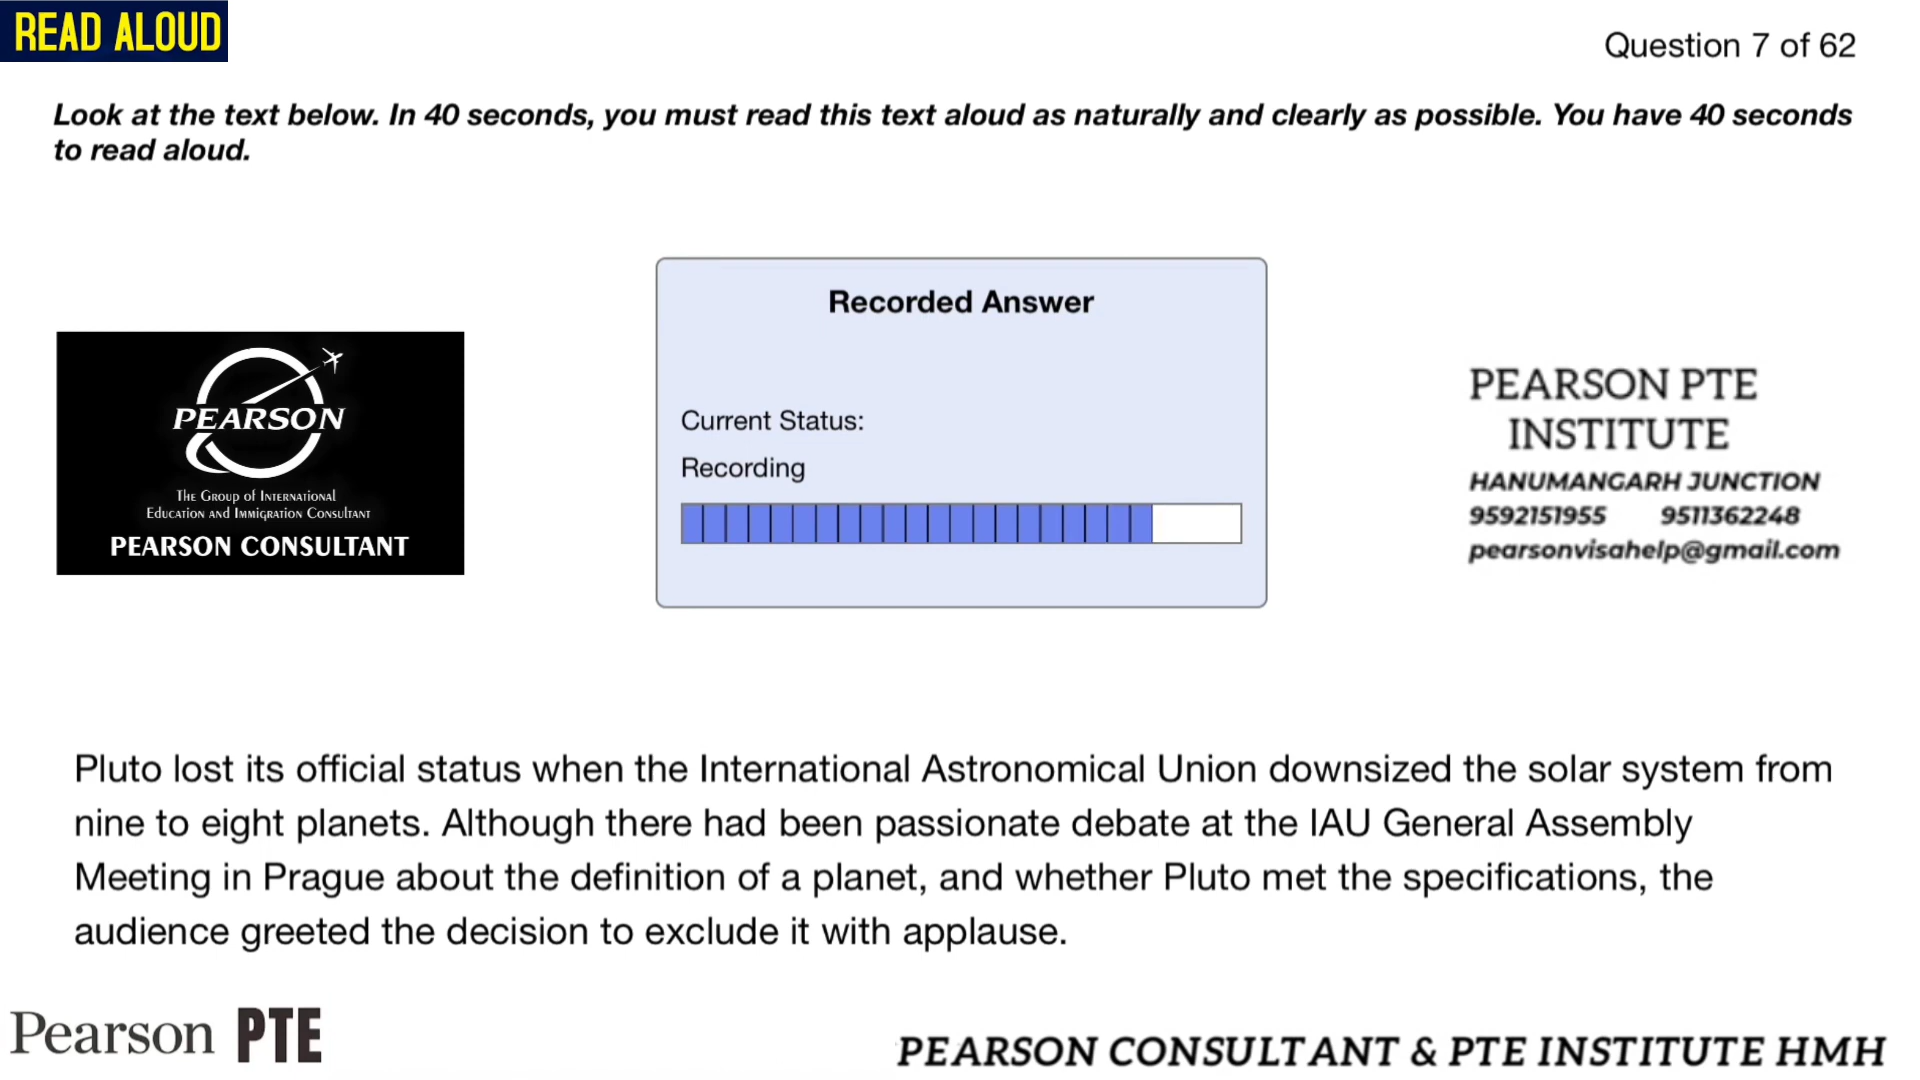 READ ALOUD
Question 7 of 62
Look at the text below. In 40 seconds, you must read this text aloud as naturally and clearly as possible. You have 40 seconds
to read aloud.
Recorded Answer
Current Status:
Recording
PEARSON
The Group of International
Education and Immigration Consultant
PEARSON CONSULTANT
PEARSON PTE
INSTITUTE
HANUMANGARH JUNCTION
9592151955 9511362248
pearsonvisahelp@gmail.com
Pluto lost its official status when the International Astronomical Union downsized the solar system from
nine to eight planets. Although there had been passionate debate at the IAU General Assembly
Meeting in Prague about the definition of a planet, and whether Pluto met the specifications, the
audience greeted the decision to exclude it with applause.
Pearson PTE
PEARSON CONSULTANT & PTE INSTITUTE HMH